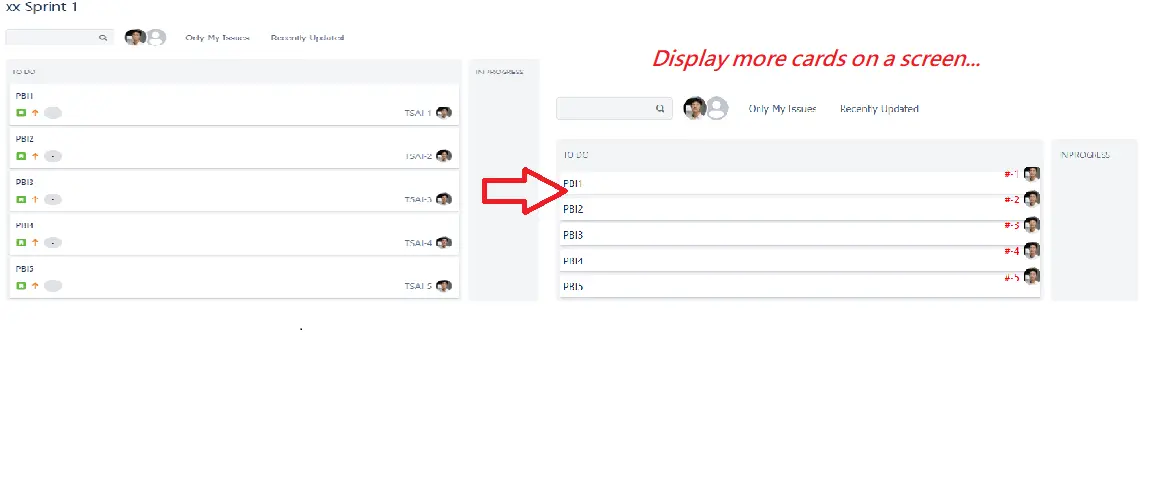 xx Sprint 1
Only My Issues Recently Updated
TO DO
IN PROGRESS
PBI1
TSAI-1
PBI2
-
TSAI-2
PBI3
-
TSAI-3
PBI4
-
TSAI-4
PBI5
TSAI-5
Display more cards on a screen...
Only My Issues Recently Updated
TO DO
IN PROGRESS
PBI1
#-1
PBI2
#-2
PBI3
#-3
PBI4
#-4
PBI5
#-5